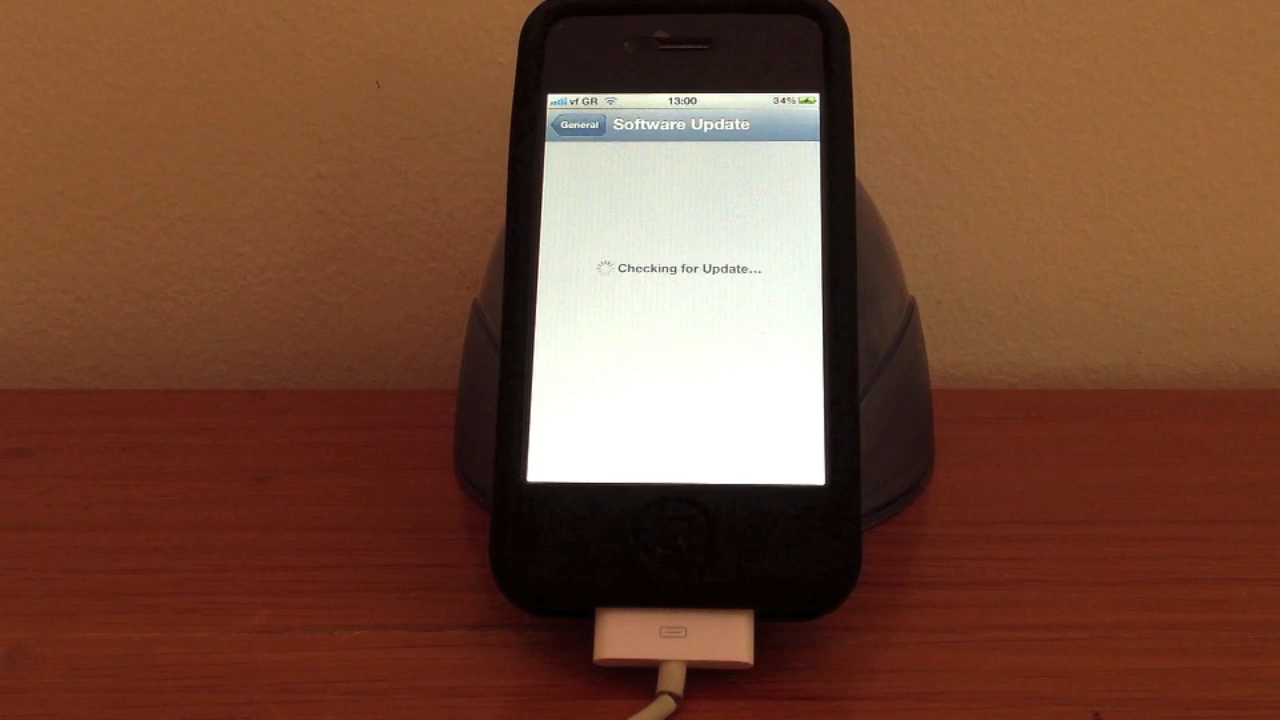 vf GR 13:00 34%
General Software Update
Checking for Update...